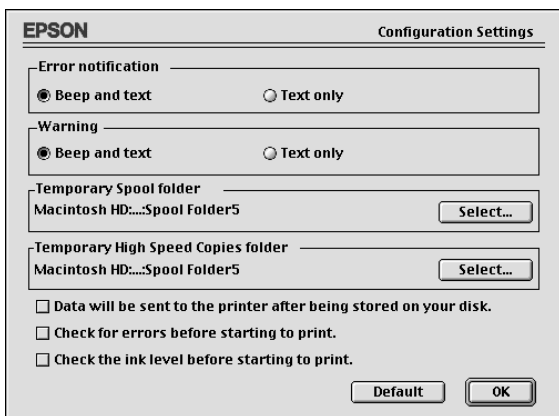 EPSON Configuration Settings
Error notification
Beep and text Text only
Warning
Beep and text Text only
Temporary Spool folder
Macintosh HD:...:Spool Folder5 Select...
Temporary High Speed Copies folder
Macintosh HD:...:Spool Folder5 Select...
Data will be sent to the printer after being stored on your disk.
Check for errors before starting to print.
Check the ink level before starting to print.
Default OK